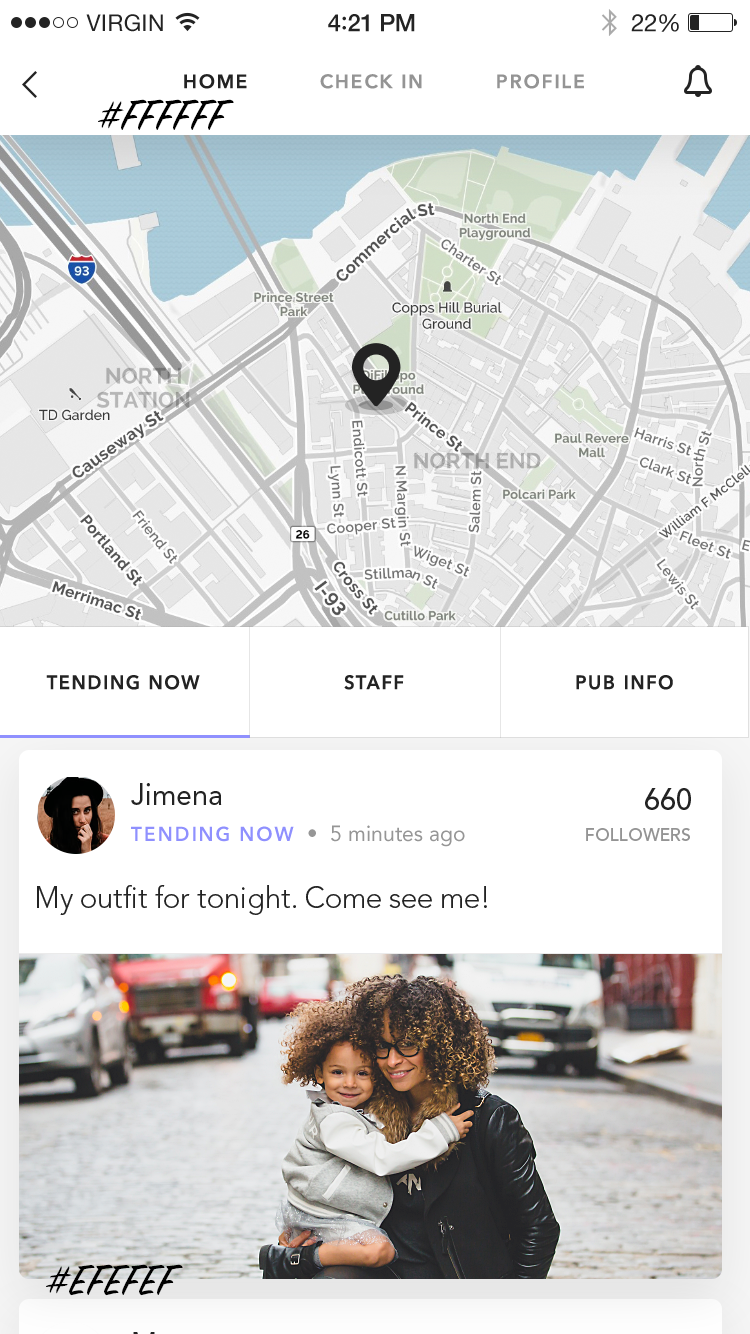 VIRGIN 4:21 PM 22%
HOME CHECK IN PROFILE
#FFFFFF
Commercial St
North End
Playground
Charter St
93
Prince Street
Park
Copps Hill Burial
Ground
NORTH
STATION
TD Garden
Causeway St
Prince St
Endicott St
Lynn St
N Margin St
Salem St
NORTH END
Paul Revere
Mall
Harris St
Clark St
North St
Polcari Park
William F McClell
Fleet St
Lewis St
26
Cooper St
Wiget St
Stillman St
Cross St
I-93
Cutillo Park
Portland St
Friend St
Merrimac St
TENDING NOW STAFF PUB INFO
Jimena 660
TENDING NOW • 5 minutes ago FOLLOWERS
My outfit for tonight. Come see me!
#EFEFEF